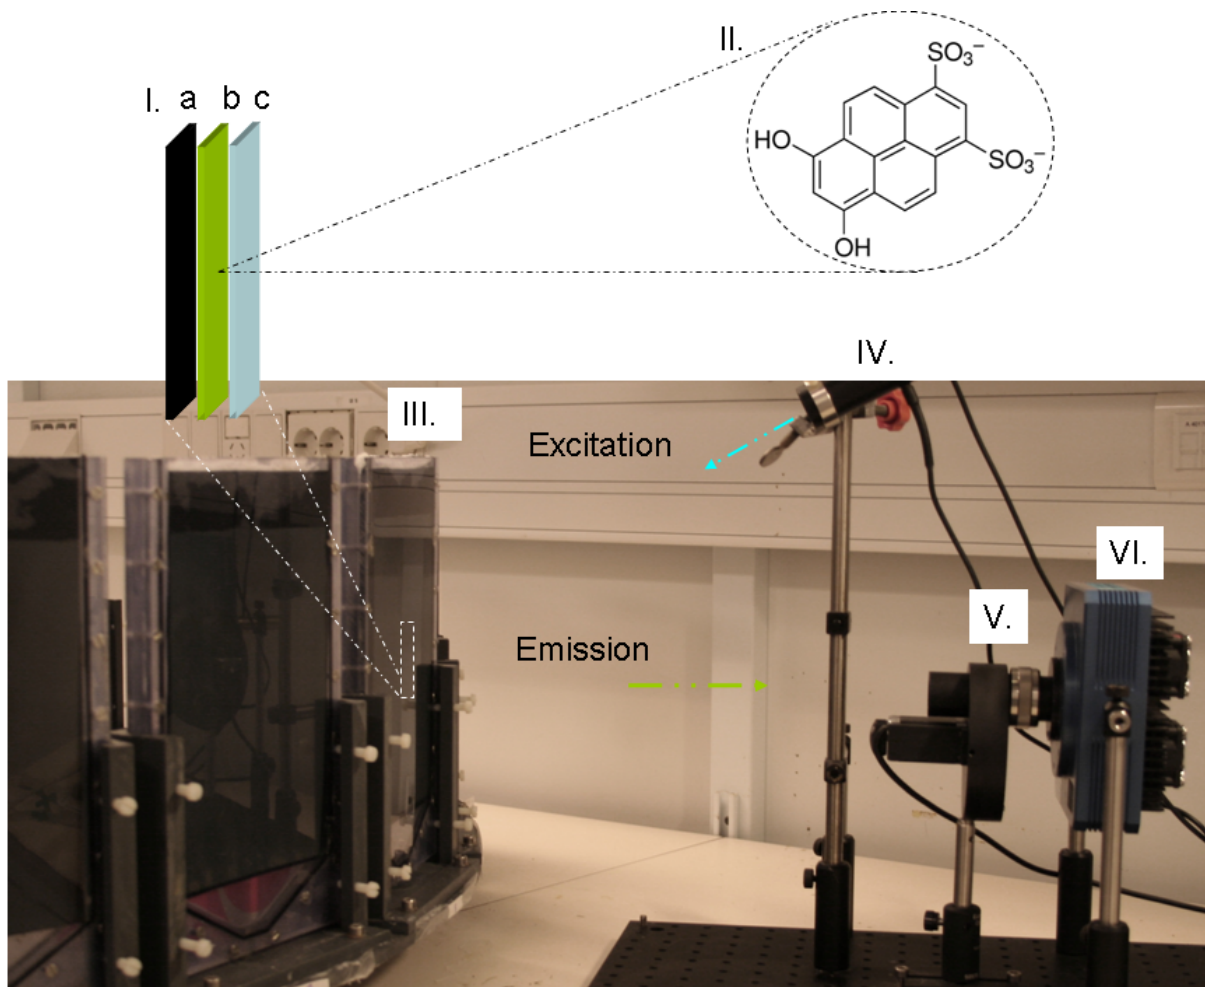 II.
SO₃⁻
I. a b c
HO
SO₃⁻
OH
IV.
III.
Excitation
VI.
V.
Emission